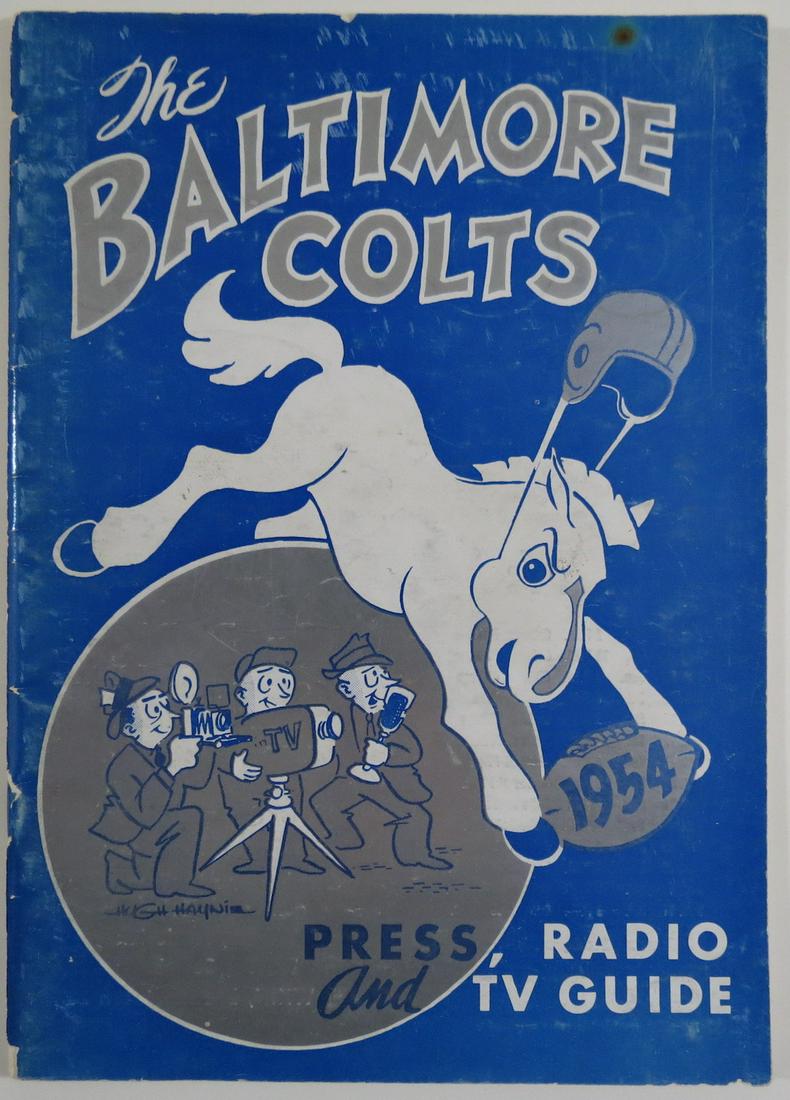 The
BALTIMORE
COLTS
1954
TV
HUGH HAYNIE
PRESS, RADIO
and TV GUIDE